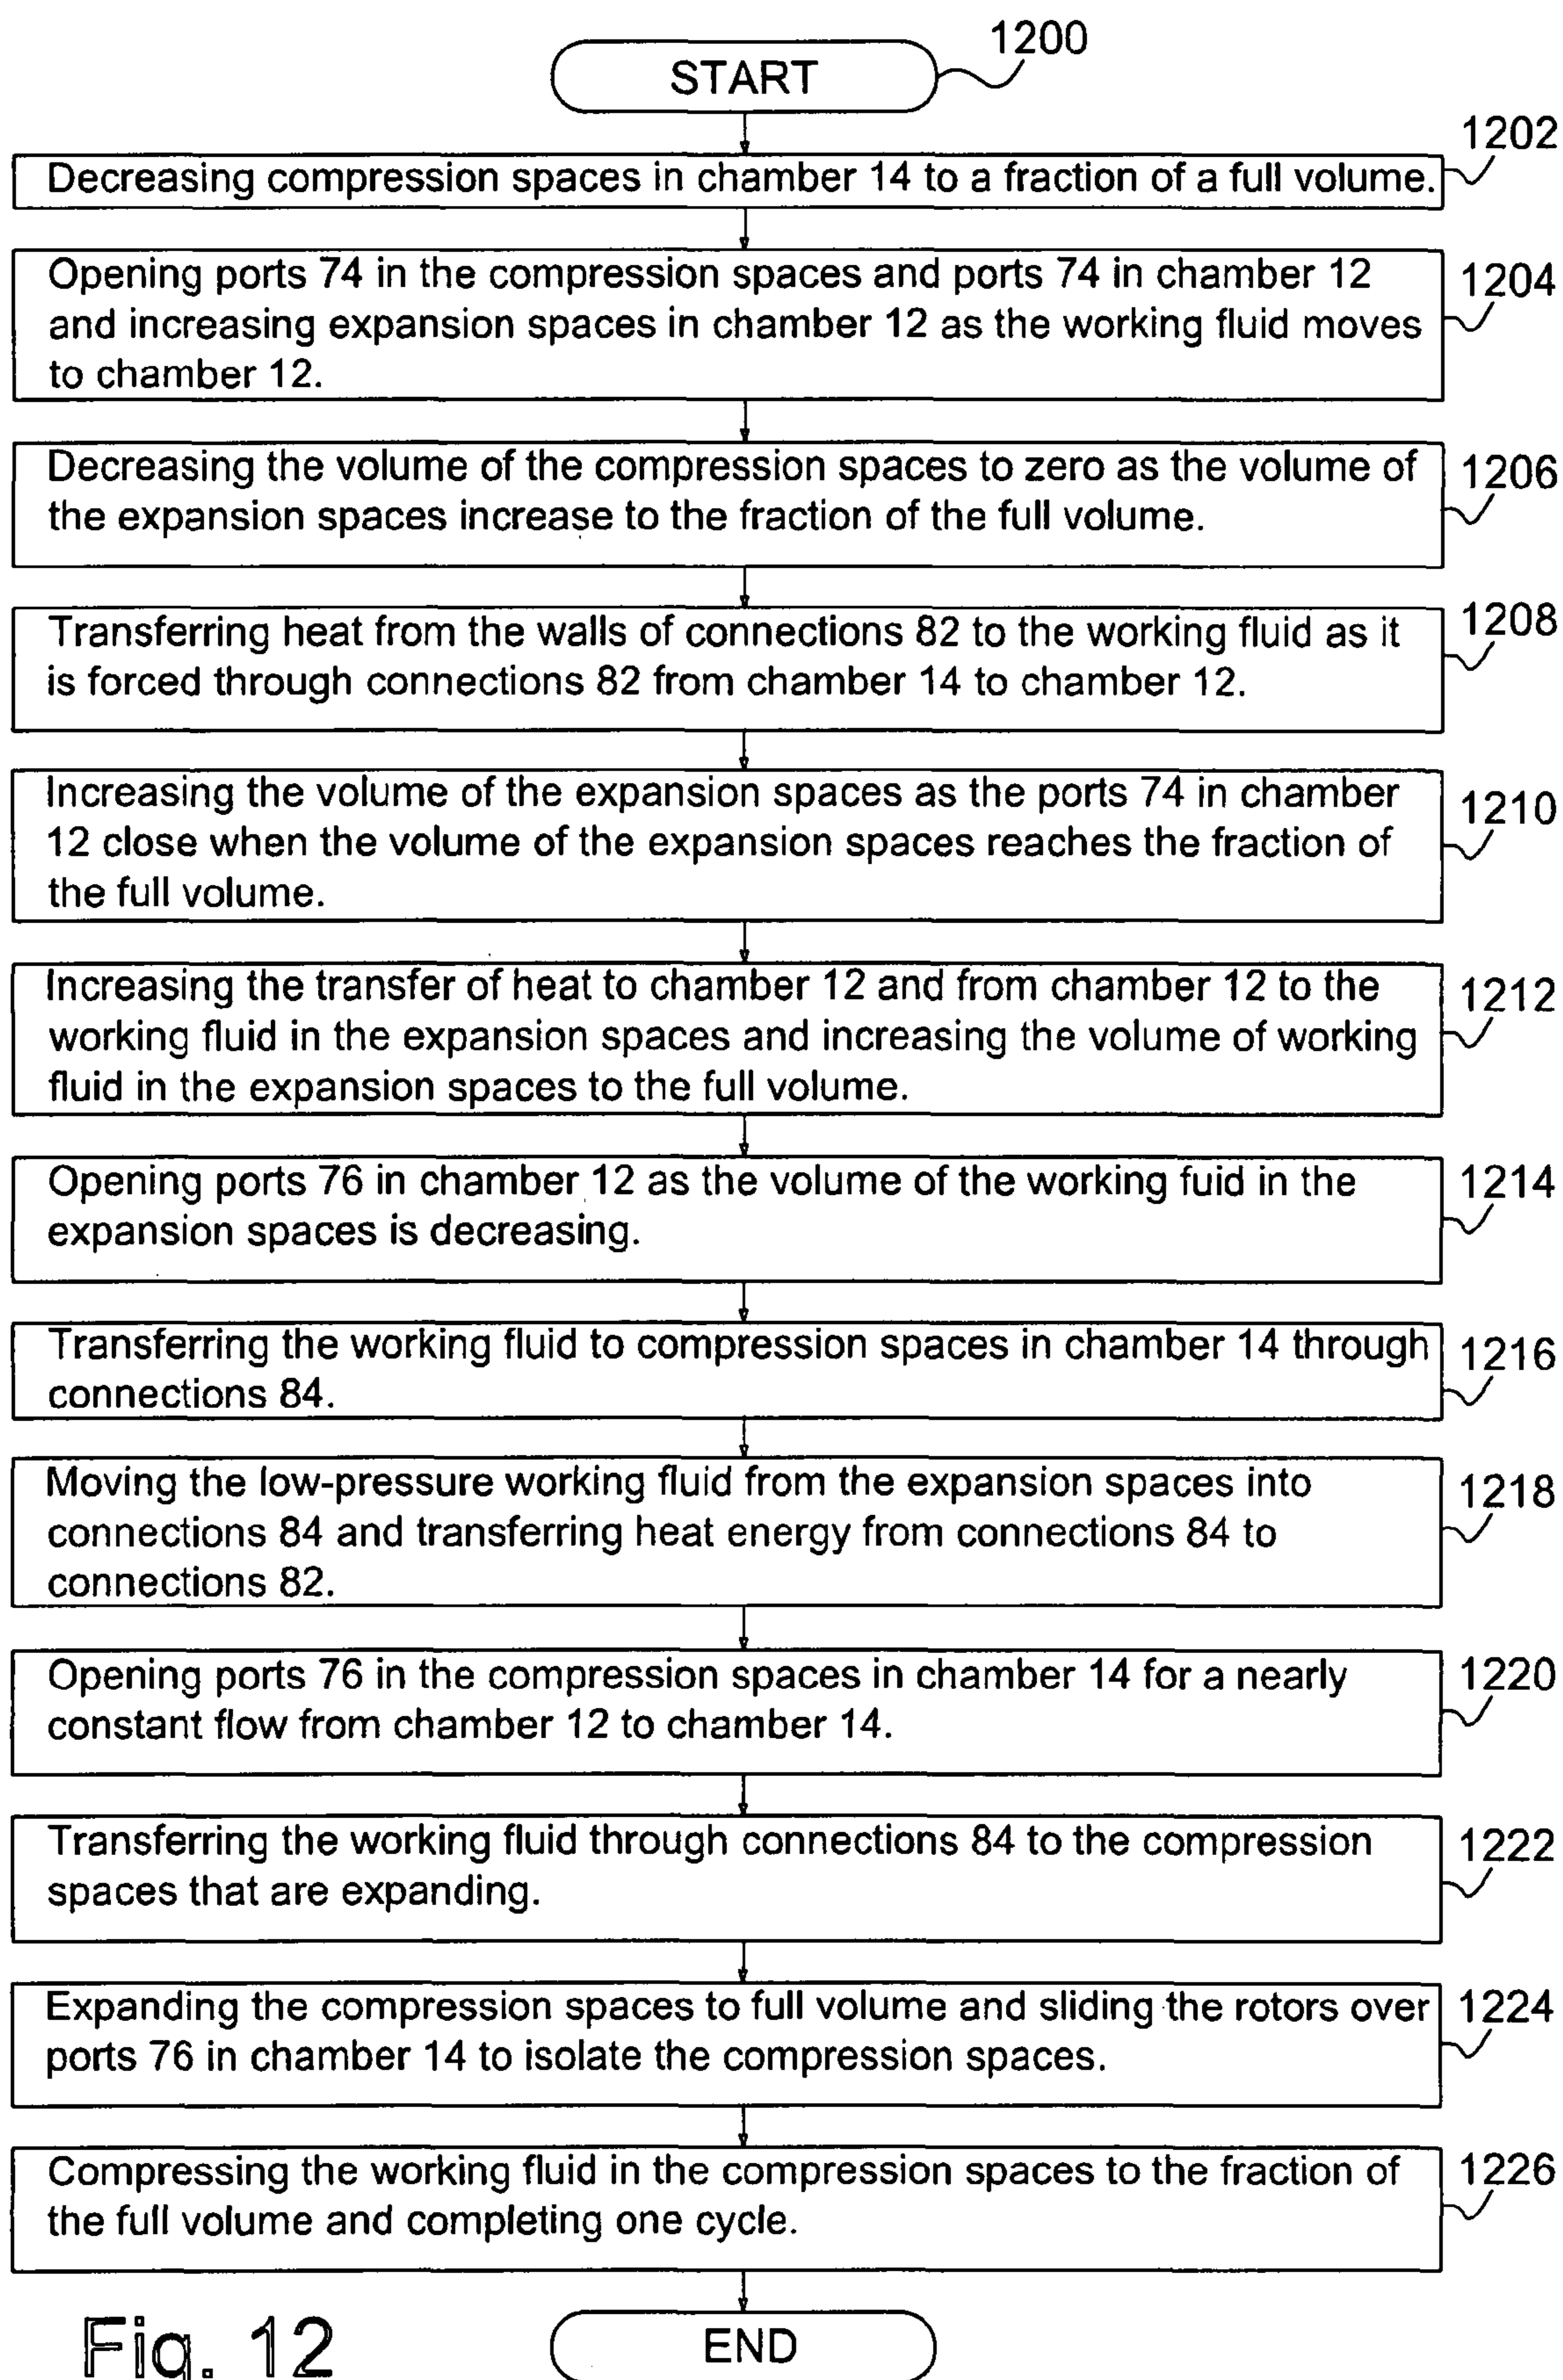 START
1200
1202
Decreasing compression spaces in chamber 14 to a fraction of a full volume.
Opening ports 74 in the compression spaces and ports 74 in chamber 12
and increasing expansion spaces in chamber 12 as the working fluid moves
to chamber 12.
1204
Decreasing the volume of the compression spaces to zero as the volume of
the expansion spaces increase to the fraction of the full volume.
1206
Transferring heat from the walls of connections 82 to the working fluid as it
is forced through connections 82 from chamber 14 to chamber 12.
1208
Increasing the volume of the expansion spaces as the ports 74 in chamber
12 close when the volume of the expansion spaces reaches the fraction of
the full volume.
1210
Increasing the transfer of heat to chamber 12 and from chamber 12 to the
working fluid in the expansion spaces and increasing the volume of working
fluid in the expansion spaces to the full volume.
1212
Opening ports 76 in chamber 12 as the volume of the working fuid in the
expansion spaces is decreasing.
1214
Transferring the working fluid to compression spaces in chamber 14 through
connections 84.
1216
Moving the low-pressure working fluid from the expansion spaces into
connections 84 and transferring heat energy from connections 84 to
connections 82.
1218
Opening ports 76 in the compression spaces in chamber 14 for a nearly
constant flow from chamber 12 to chamber 14.
1220
Transferring the working fluid through connections 84 to the compression
spaces that are expanding.
1222
Expanding the compression spaces to full volume and sliding the rotors over
ports 76 in chamber 14 to isolate the compression spaces.
1224
Compressing the working fluid in the compression spaces to the fraction of
the full volume and completing one cycle.
1226
END
Fig. 12